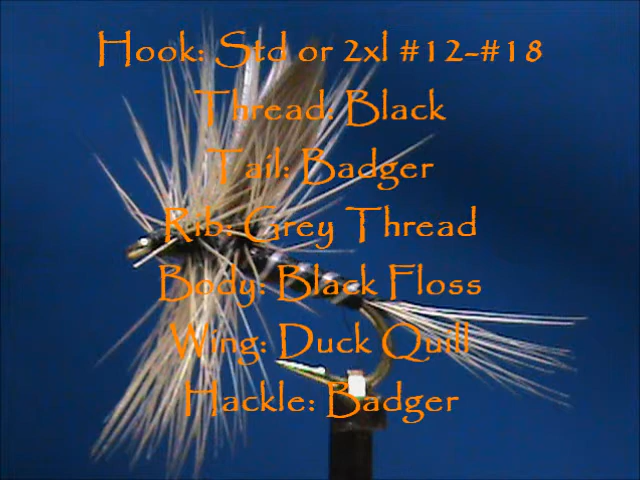 Hook: Std or 2xl #12-#18
Thread: Black
Tail: Badger
Rib: Grey Thread
Body: Black Floss
Wing: Duck Quill
Hackle: Badger